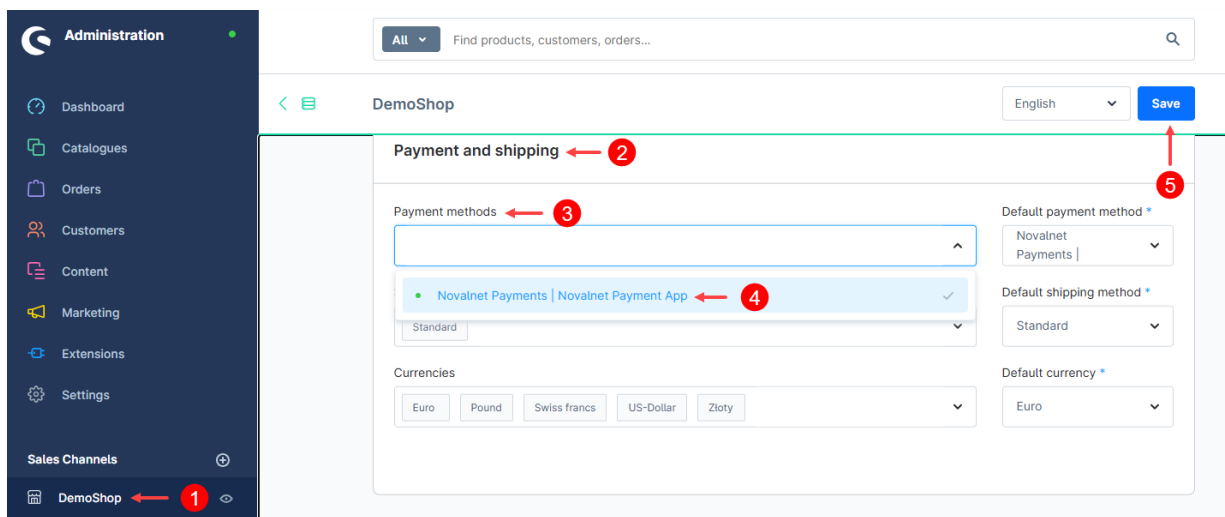 Administration
All
Find products, customers, orders...
Dashboard
DemoShop
English
Save
Catalogues
Payment and shipping
2
Orders
5
Payment methods
3
Default payment method *
Customers
Novalnet
Payments |
Content
Novalnet Payments | Novalnet Payment App
4
Default shipping method *
Marketing
Standard
Standard
Extensions
Currencies
Default currency *
Settings
Euro
Pound
Swiss francs
US-Dollar
Złoty
Euro
Sales Channels
DemoShop
1